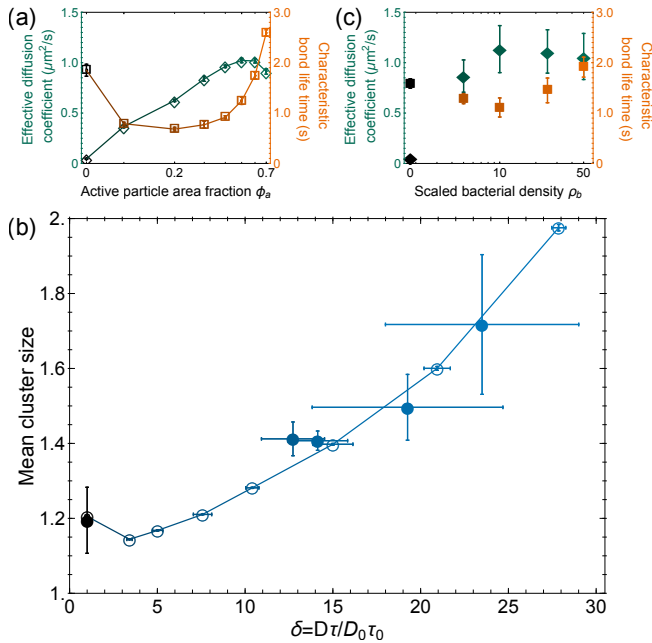 (a)
Effective diffusion
coefficient (μm²/s)
1.5
1.0
0.5
0
3.0
2.0
1.0
0
Characteristic
bond life time (s)
0
0.2
0.7
Active particle area fraction ϕa
(c)
Effective diffusion
coefficient (μm²/s)
1.5
1.0
0.5
0
3.0
2.0
1.0
0
Characteristic
bond life time (s)
0
10
50
Scaled bacterial density ρb
(b)
Mean cluster size
2.
1.8
1.6
1.4
1.2
1.
0 5 10 15 20 25 30
δ=Dτ/D₀τ₀